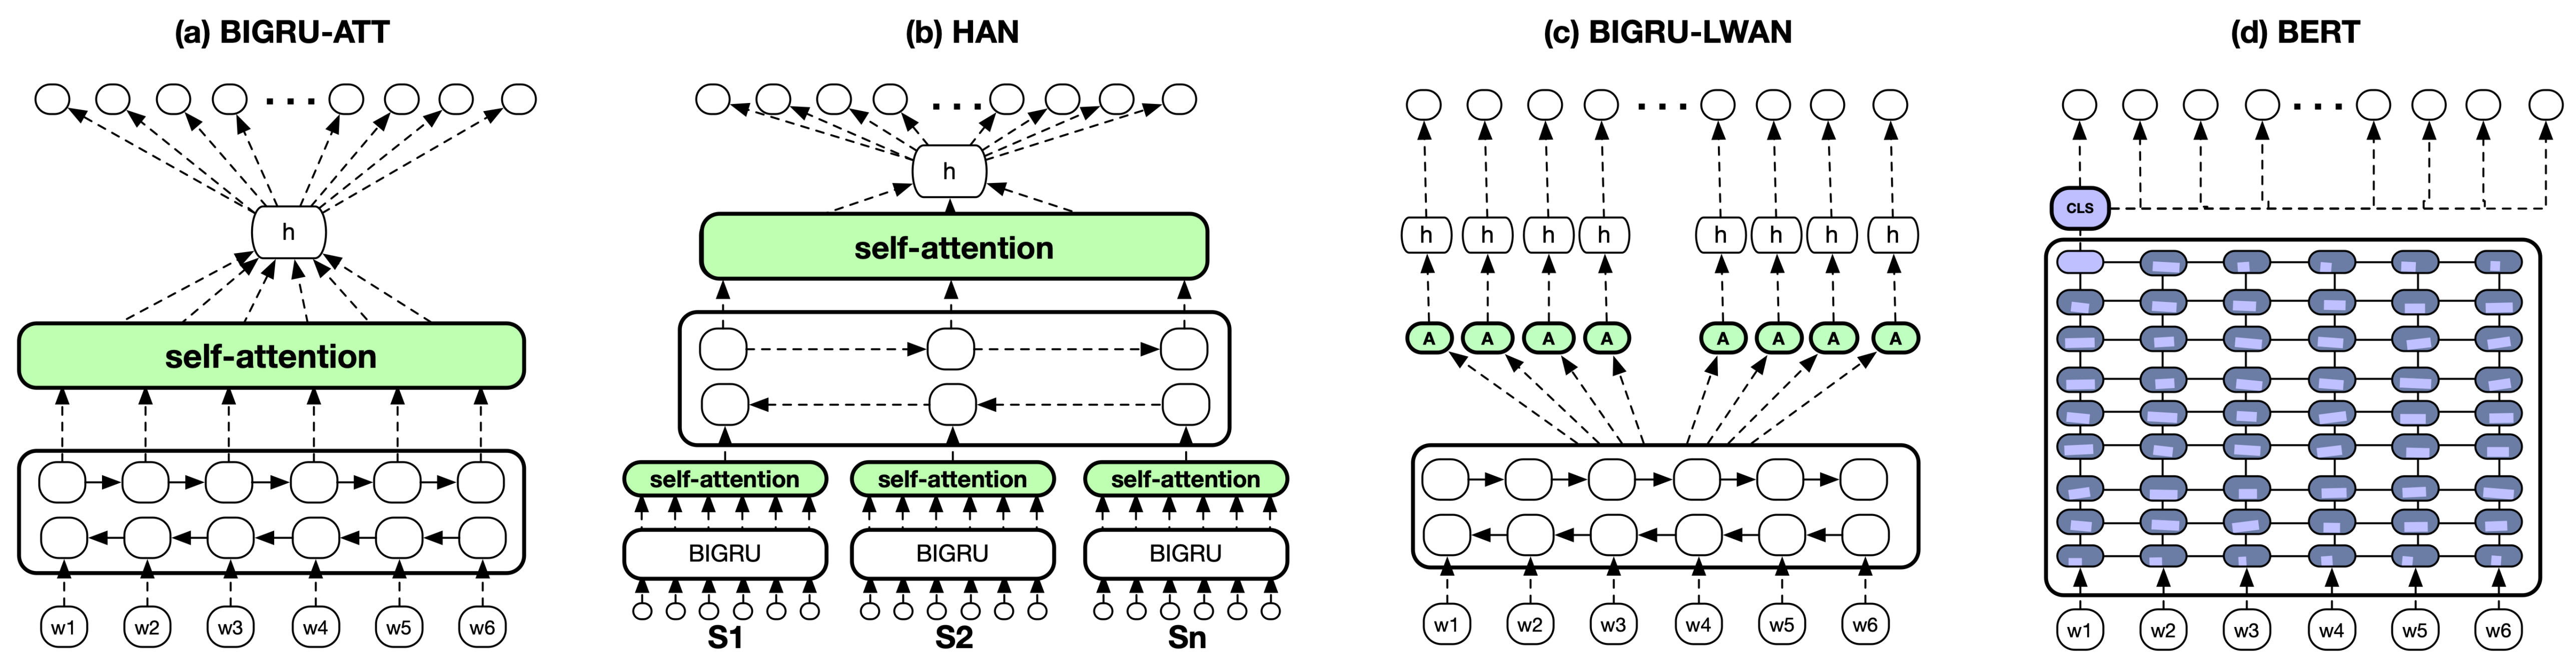 (a) BIGRU-ATT
h
self-attention
w1 w2 w3 w4 w5 w6
(b) HAN
h
self-attention
self-attention self-attention self-attention
BIGRU BIGRU BIGRU
S1 S2 Sn
(c) BIGRU-LWAN
h h h h h h h h
A A A A A A A A
w1 w2 w3 w4 w5 w6
(d) BERT
CLS
w1 w2 w3 w4 w5 w6